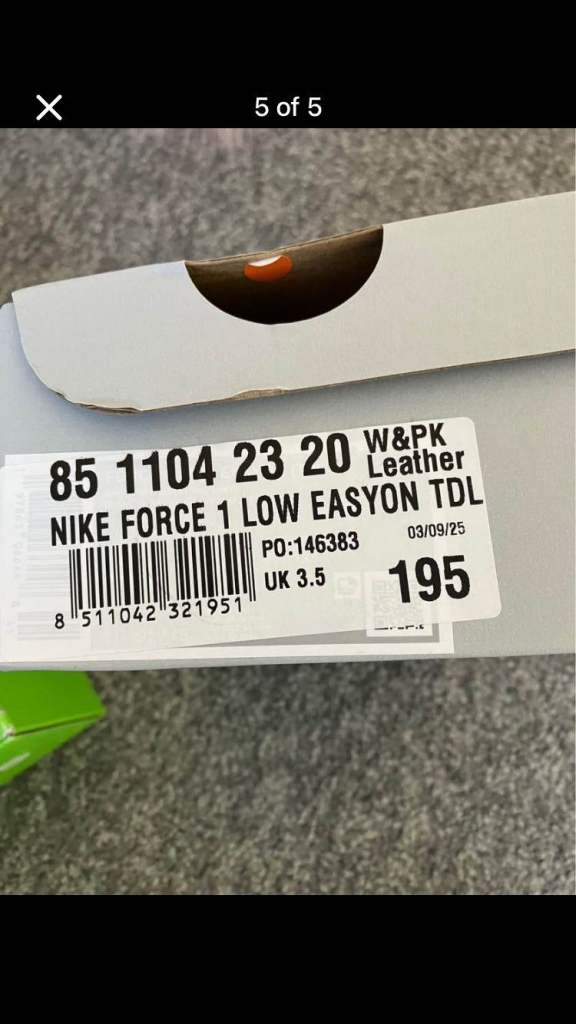 5 of 5
85 1104 23 20 W&PK
Leather
NIKE FORCE 1 LOW EASYON TDL
PO:146383 03/09/25
UK 3.5 195
8 511042 321951